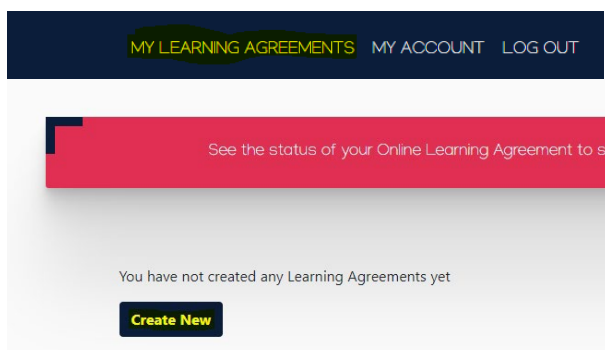 MY LEARNING AGREEMENTS MY ACCOUNT LOG OUT
See the status of your Online Learning Agreement to s
You have not created any Learning Agreements yet
Create New